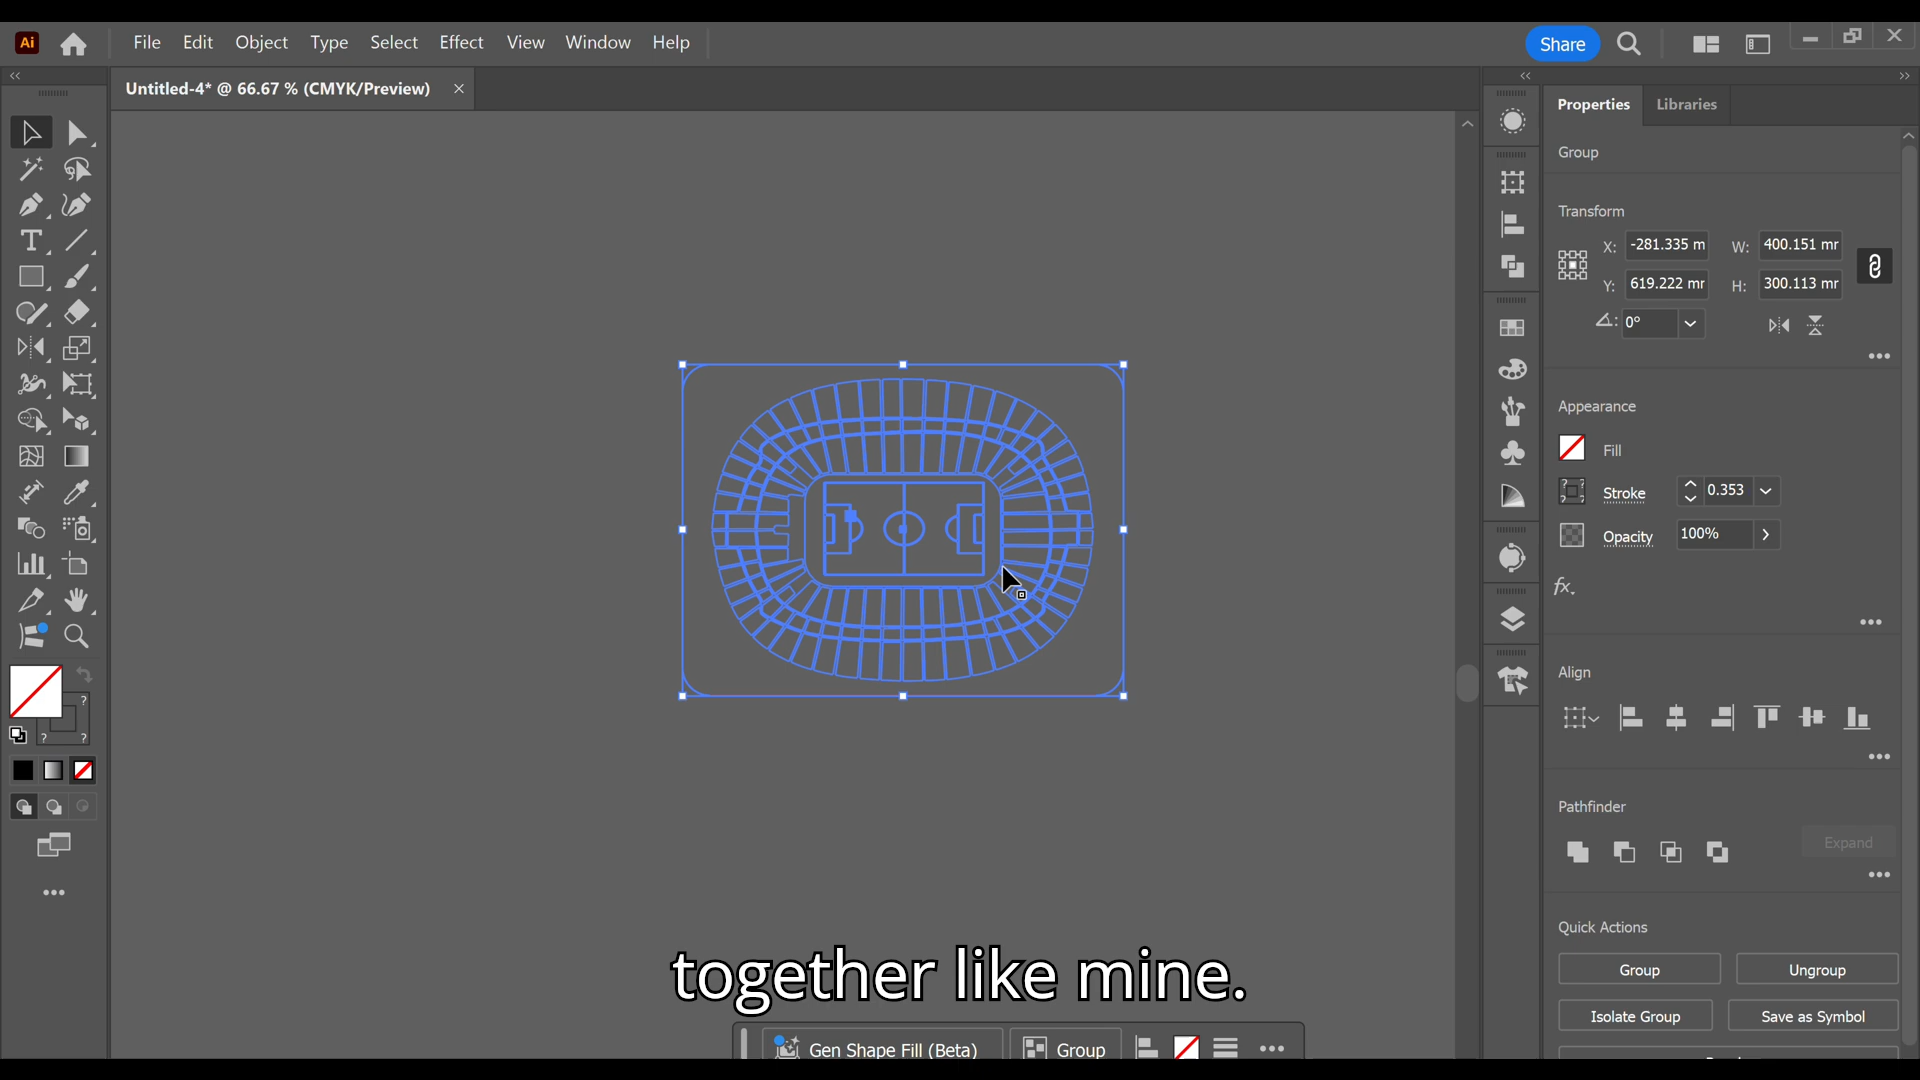 Ai
File Edit Object Type Select Effect View Window Help
Share
Untitled-4* @ 66.67 % (CMYK/Preview)
Properties Libraries
Group
Transform
X: -281.335 m W: 400.151 mr
Y: 619.222 mr H: 300.113 mr
0°
Appearance
Fill
Stroke 0.353
Opacity 100%
fx.
Align
Pathfinder
Expand
Quick Actions
Group Ungroup
Isolate Group Save as Symbol
together like mine.
Gen Shape Fill (Beta) Group